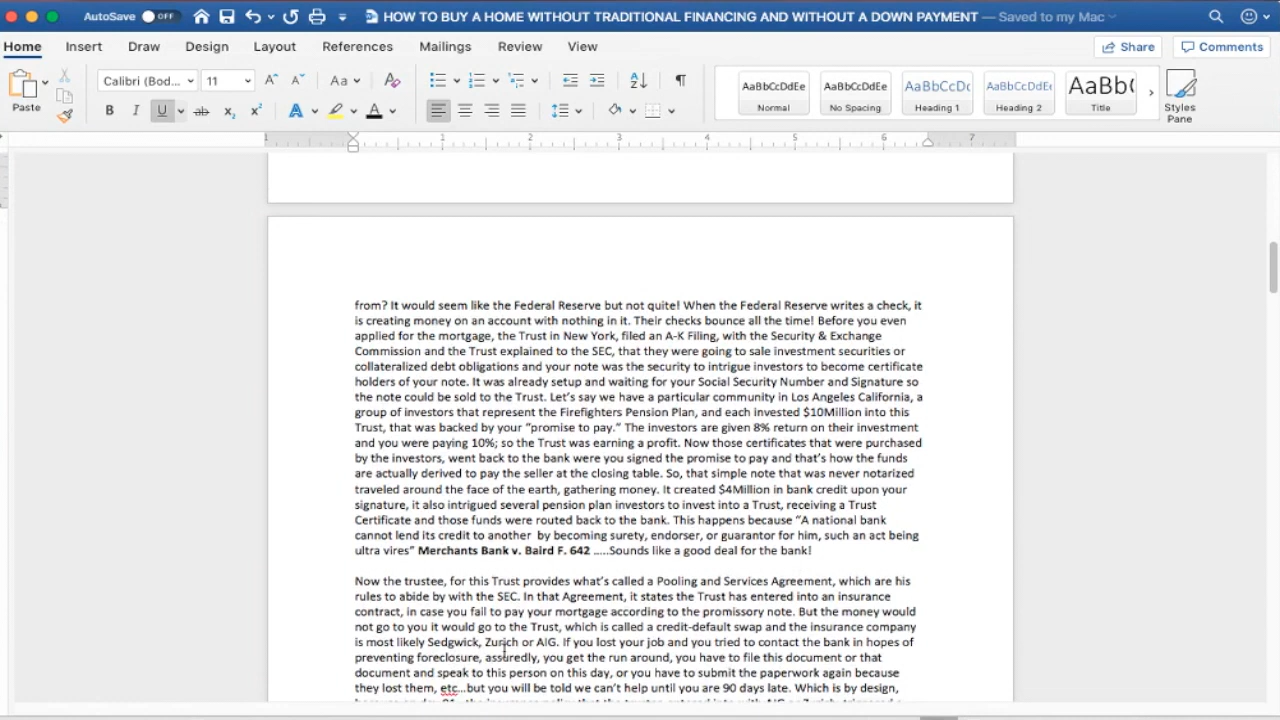 AutoSave OFF HOW TO BUY A HOME WITHOUT TRADITIONAL FINANCING AND WITHOUT A DOWN PAYMENT — Saved to my Mac
Home Insert Draw Design Layout References Mailings Review View Share Comments
Paste
Calibri (Bod... 11
AaBbCcDdEe AaBbCcDdEe AaBbCcDc AaBbCcDdEe AaBb(
Normal No Spacing Heading 1 Heading 2 Title
Styles
Pane
1 1 2 3 4 5 6 7
from? It would seem like the Federal Reserve but not quite! When the Federal Reserve writes a check, it
is creating money on an account with nothing in it. Their checks bounce all the time! Before you even
applied for the mortgage, the Trust in New York, filed an A-K Filing, with the Security & Exchange
Commission and the Trust explained to the SEC, that they were going to sale investment securities or
collateralized debt obligations and your note was the security to intrigue investors to become certificate
holders of your note. It was already setup and waiting for your Social Security Number and Signature so
the note could be sold to the Trust. Let's say we have a particular community in Los Angeles California, a
group of investors that represent the Firefighters Pension Plan, and each invested $10Million into this
Trust, that was backed by your "promise to pay." The investors are given 8% return on their investment
and you were paying 10%; so the Trust was earning a profit. Now those certificates that were purchased
by the investors, went back to the bank were you signed the promise to pay and that's how the funds
are actually derived to pay the seller at the closing table. So, that simple note that was never notarized
traveled around the face of the earth, gathering money. It created $4Million in bank credit upon your
signature, it also intrigued several pension plan investors to invest into a Trust, receiving a Trust
Certificate and those funds were routed back to the bank. This happens because "A national bank
cannot lend its credit to another by becoming surety, endorser, or guarantor for him, such an act being
ultra vires" Merchants Bank v. Baird F. 642 .....Sounds like a good deal for the bank!
Now the trustee, for this Trust provides what's called a Pooling and Services Agreement, which are his
rules to abide by with the SEC. In that Agreement, it states the Trust has entered into an insurance
contract, in case you fail to pay your mortgage according to the promissory note. But the money would
not go to you it would go to the Trust, which is called a credit-default swap and the insurance company
is most likely Sedgwick, Zurich or AIG. If you lost your job and you tried to contact the bank in hopes of
preventing foreclosure, assuredly, you get the run around, you have to file this document or that
document and speak to this person on this day, or you have to submit the paperwork again because
they lost them, etc...but you will be told we can't help until you are 90 days late. Which is by design,